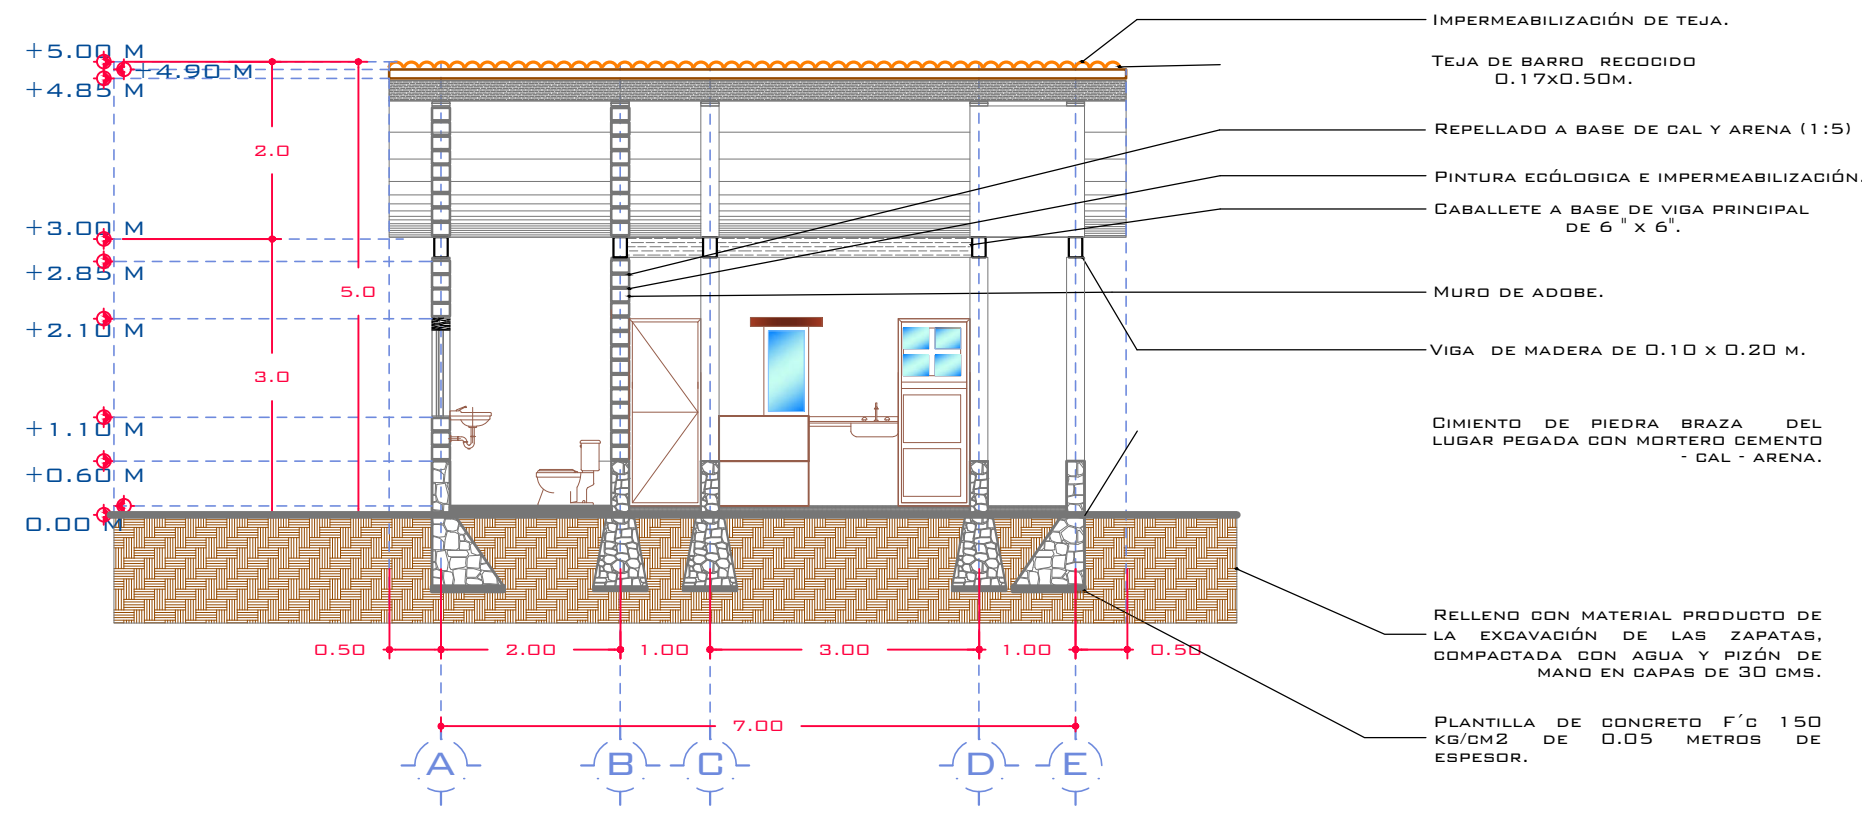 +5.00 M
+4.90 M
+4.85 M
+3.00 M
+2.85 M
+2.10 M
+1.10 M
+0.60 M
0.00 M
2.0
5.0
3.0
IMPERMEABILIZACIÓN DE TEJA.
TEJA DE BARRO RECOCIDO
0.17X0.50M.
REPELLADO A BASE DE CAL Y ARENA (1:5)
PINTURA ECÓLOGICA E IMPERMEABILIZACIÓN.
CABALLETE A BASE DE VIGA PRINCIPAL
DE 6 " X 6".
MURO DE ADOBE.
VIGA DE MADERA DE 0.10 X 0.20 M.
CIMIENTO DE PIEDRA BRAZA DEL
LUGAR PEGADA CON MORTERO CEMENTO
- CAL - ARENA.
RELLENO CON MATERIAL PRODUCTO DE
LA EXCAVACIÓN DE LAS ZAPATAS,
COMPACTADA CON AGUA Y PIZÓN DE
MANO EN CAPAS DE 30 CMS.
PLANTILLA DE CONCRETO F´C 150
KG/CM2 DE 0.05 METROS DE
ESPESOR.
0.50 2.00 1.00 3.00 1.00 0.50
7.00
A B C D E